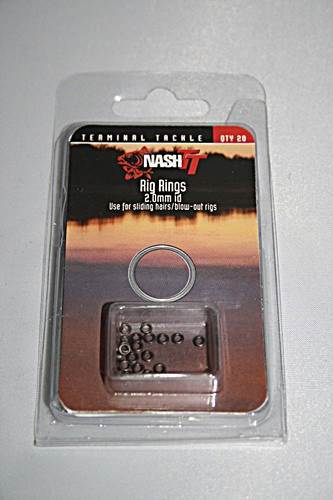 TERMINAL TACKLE QTY 20
NASH TT
Rig Rings
2.0mm id
Use for sliding hairs/blow-out rigs